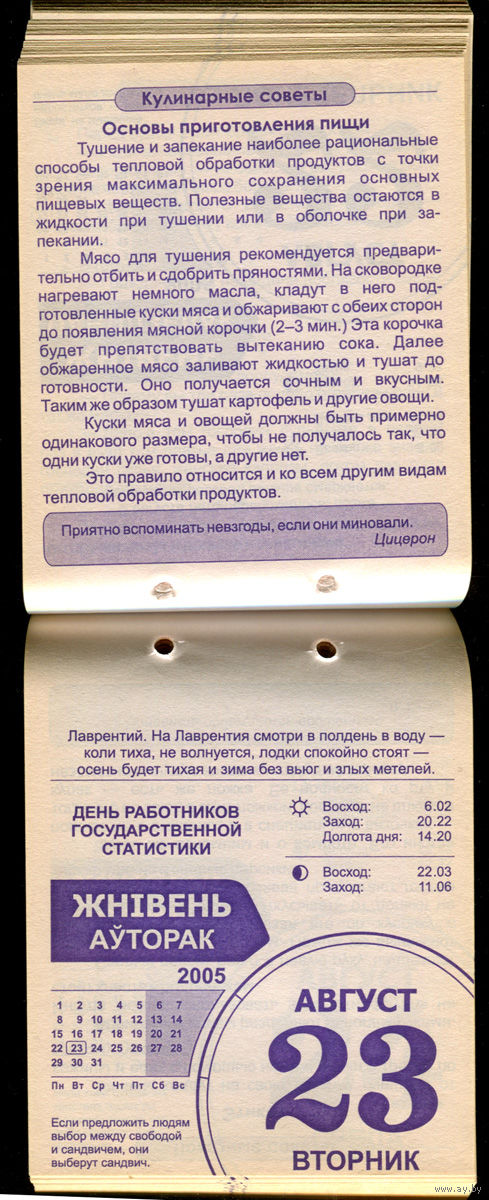 Кулинарные советы
Основы приготовления пищи
Тушение и запекание наиболее рациональные
способы тепловой обработки продуктов с точки
зрения максимального сохранения основных
пищевых веществ. Полезные вещества остаются в
жидкости при тушении или в оболочке при за-
пекании.
Мясо для тушения рекомендуется предвари-
тельно отбить и сдобрить пряностями. На сковородке
нагревают немного масла, кладут в него под-
готовленные куски мяса и обжаривают с обеих сторон
до появления мясной корочки (2–3 мин.) Эта корочка
будет препятствовать вытеканию сока. Далее
обжаренное мясо заливают жидкостью и тушат до
готовности. Оно получается сочным и вкусным.
Таким же образом тушат картофель и другие овощи.
Куски мяса и овощей должны быть примерно
одинакового размера, чтобы не получалось так, что
одни куски уже готовы, а другие нет.
Это правило относится и ко всем другим видам
тепловой обработки продуктов.
Приятно вспоминать невзгоды, если они миновали.
Цицерон
Лаврентий. На Лаврентия смотри в полдень в воду —
коли тиха, не волнуется, лодки спокойно стоят —
осень будет тихая и зима без вьюг и злых метелей.
ДЕНЬ РАБОТНИКОВ
ГОСУДАРСТВЕННОЙ
СТАТИСТИКИ
Восход: 6.02
Заход: 20.22
Долгота дня: 14.20
Восход: 22.03
Заход: 11.06
ЖНІВЕНЬ
АЎТОРАК
2005
1 2 3 4 5 6 7
8 9 10 11 12 13 14
15 16 17 18 19 20 21
22 23 24 25 26 27 28
29 30 31
Пн Вт Ср Чт Пт Сб Вс
Если предложить людям
выбор между свободой
и сандвичем, они
выберут сандвич.
АВГУСТ
23
ВТОРНИК
www.ay.by